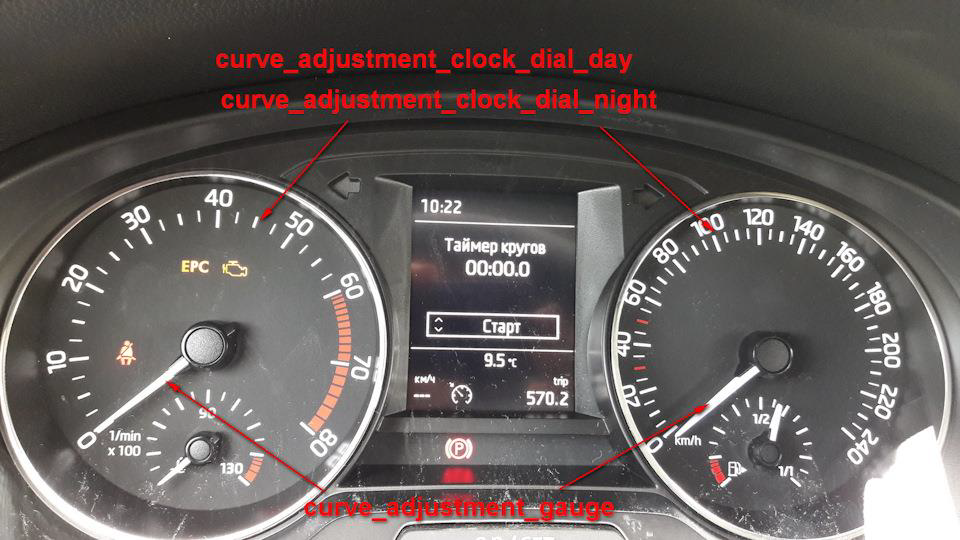 curve_adjustment_clock_dial_day
curve_adjustment_clock_dial_night
0
10
20
30
40
50
60
70
80
EPC
1/min
x 100
90
130
10:22
Таймер кругов
00:00.0
Старт
9.5 °C
км/ч
---
trip
570.2
P
0
20
40
60
80
100
120
140
160
180
200
220
240
km/h
1/2
1/1
curve_adjustment_gauge